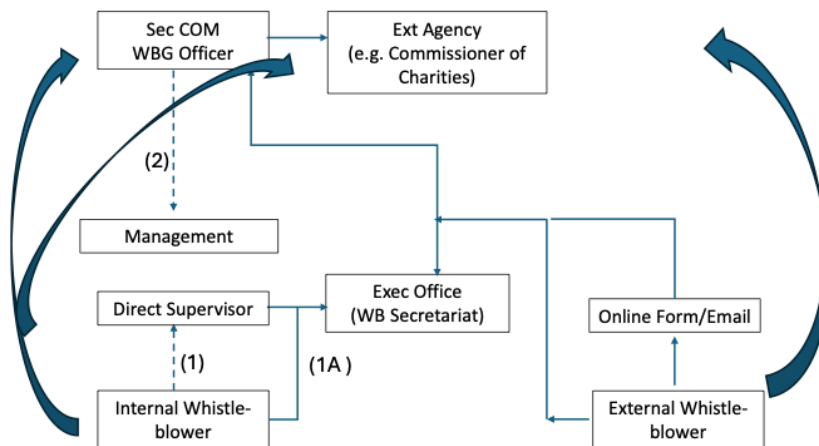 Sec COM
WBG Officer
Ext Agency
(e.g. Commissioner of
Charities)
(2)
Management
Direct Supervisor
Exec Office
(WB Secretariat)
Online Form/Email
(1)
(1A )
Internal Whistle-
blower
External Whistle-
blower